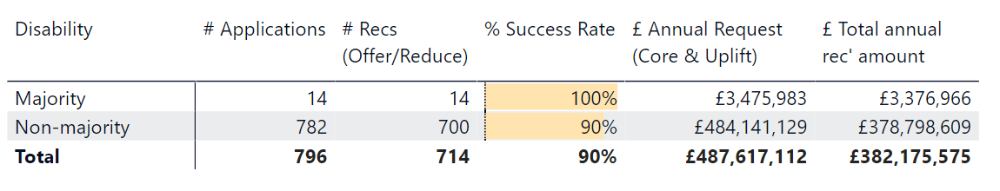 Disability # Applications # Recs (Offer/Reduce) % Success Rate £ Annual Request (Core & Uplift) £ Total annual rec' amount
Majority 14 14 100% £3,475,983 £3,376,966
Non-majority 782 700 90% £484,141,129 £378,798,609
Total 796 714 90% £487,617,112 £382,175,575